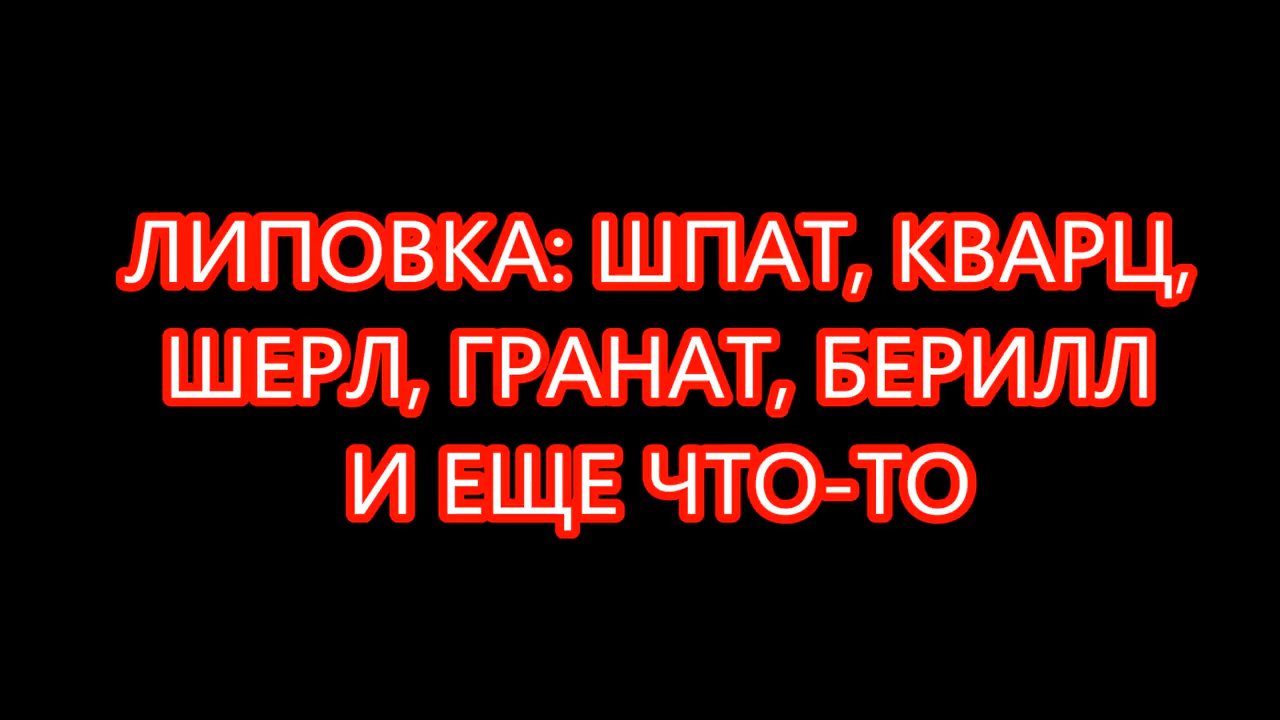 ЛИПОВКА: ШПАТ, КВАРЦ,
ШЕРЛ, ГРАНАТ, БЕРИЛЛ
И ЕЩЕ ЧТО-ТО